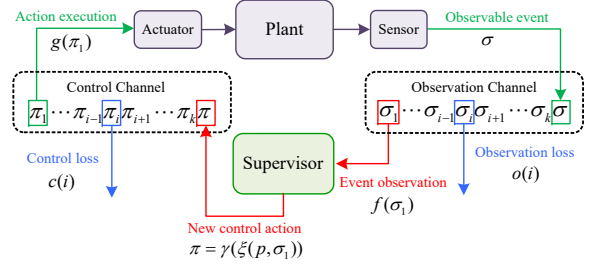 Action execution
g(π₁)
Actuator
Plant
Sensor
Observable event
σ
Control Channel
π₁ ⋯ πᵢ₋₁ πᵢ πᵢ₊₁ ⋯ πₖ π
Observation Channel
σ₁ ⋯ σᵢ₋₁ σᵢ σᵢ₊₁ ⋯ σₖ σ
Control loss
c(i)
Supervisor
Observation loss
o(i)
Event observation
f(σ₁)
New control action
π = γ(ξ(p,σ₁))